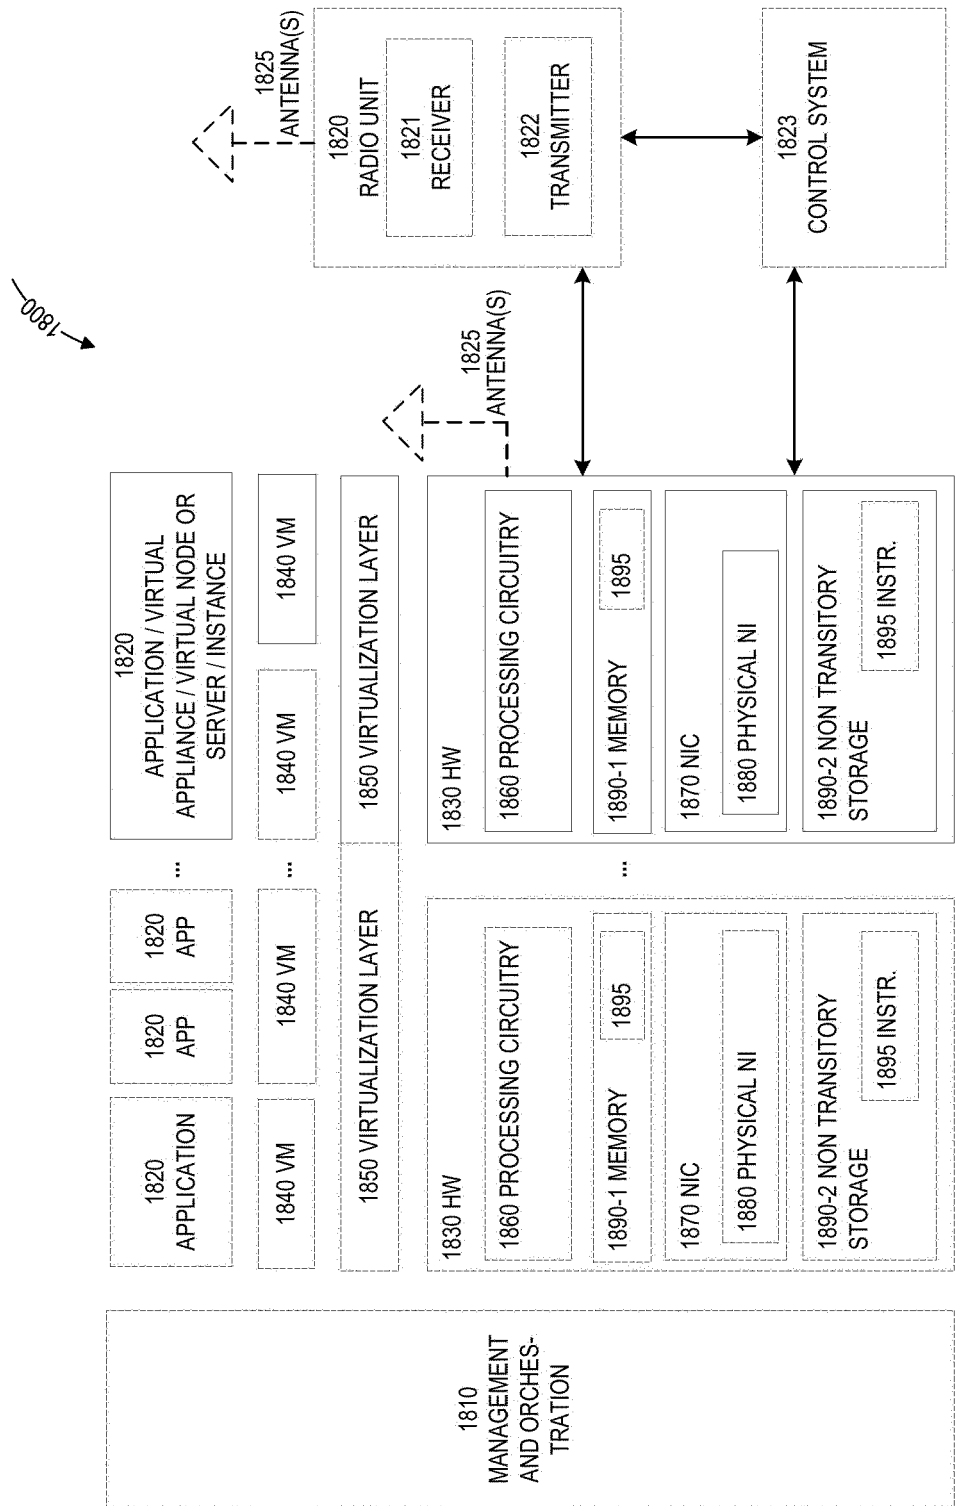 1800
1810
MANAGEMENT
AND ORCHES-
TRATION
1820
APPLICATION
1820
APP
1820
APP
...
1820
APPLICATION / VIRTUAL
APPLIANCE / VIRTUAL NODE OR
SERVER / INSTANCE
1840 VM
1840 VM
...
1840 VM
1840 VM
1850 VIRTUALIZATION LAYER
1850 VIRTUALIZATION LAYER
1830 HW
1860 PROCESSING CIRCUITRY
1890-1 MEMORY
1895
1870 NIC
1880 PHYSICAL NI
1890-2 NON TRANSITORY
STORAGE
1895 INSTR.
...
1830 HW
1860 PROCESSING CIRCUITRY
1890-1 MEMORY
1895
1870 NIC
1880 PHYSICAL NI
1890-2 NON TRANSITORY
STORAGE
1895 INSTR.
1825
ANTENNA(S)
1825
ANTENNA(S)
1820
RADIO UNIT
1821
RECEIVER
1822
TRANSMITTER
1823
CONTROL SYSTEM